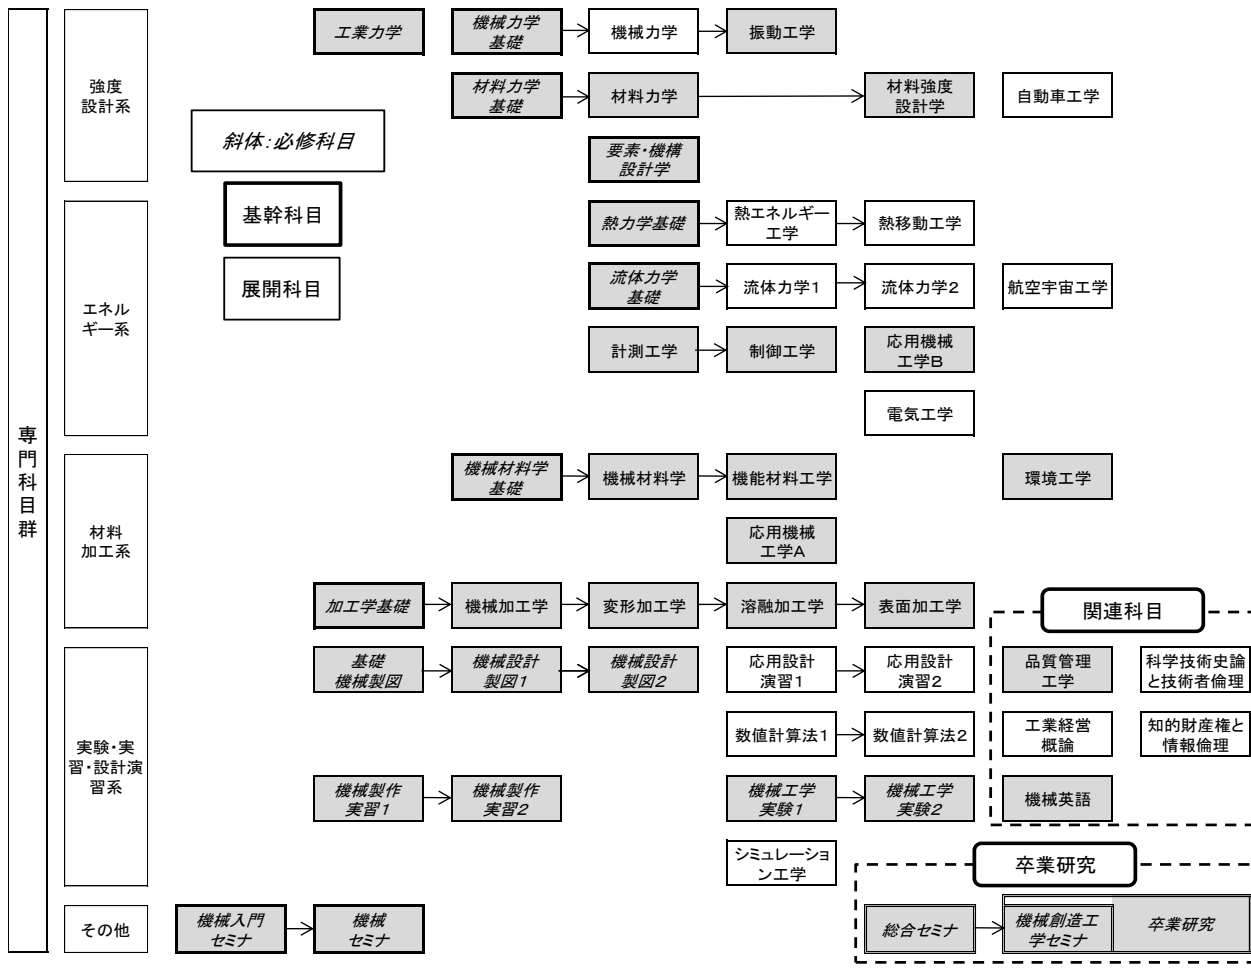 専
門
科
目
群
強度
設計系
工業力学
機械力学
基礎
機械力学
振動工学
材料力学
基礎
材料力学
材料強度
設計学
自動車工学
要素・機構
設計学
斜体：必修科目
基幹科目
展開科目
エネル
ギー系
熱力学基礎
熱エネルギー
工学
熱移動工学
流体力学
基礎
流体力学1
流体力学2
航空宇宙工学
計測工学
制御工学
応用機械
工学B
電気工学
材料
加工系
機械材料学
基礎
機械材料学
機能材料工学
環境工学
応用機械
工学A
加工学基礎
機械加工学
変形加工学
溶融加工学
表面加工学
関連科目
実験・実
習・設計演
習系
基礎
機械製図
機械設計
製図1
機械設計
製図2
応用設計
演習1
応用設計
演習2
品質管理
工学
科学技術史論
と技術者倫理
数値計算法1
数値計算法2
工業経営
概論
知的財産権と
情報倫理
機械製作
実習1
機械製作
実習2
機械工学
実験1
機械工学
実験2
機械英語
シミュレーショ
ン工学
卒業研究
その他
機械入門
セミナ
機械
セミナ
総合セミナ
機械創造工
学セミナ
卒業研究